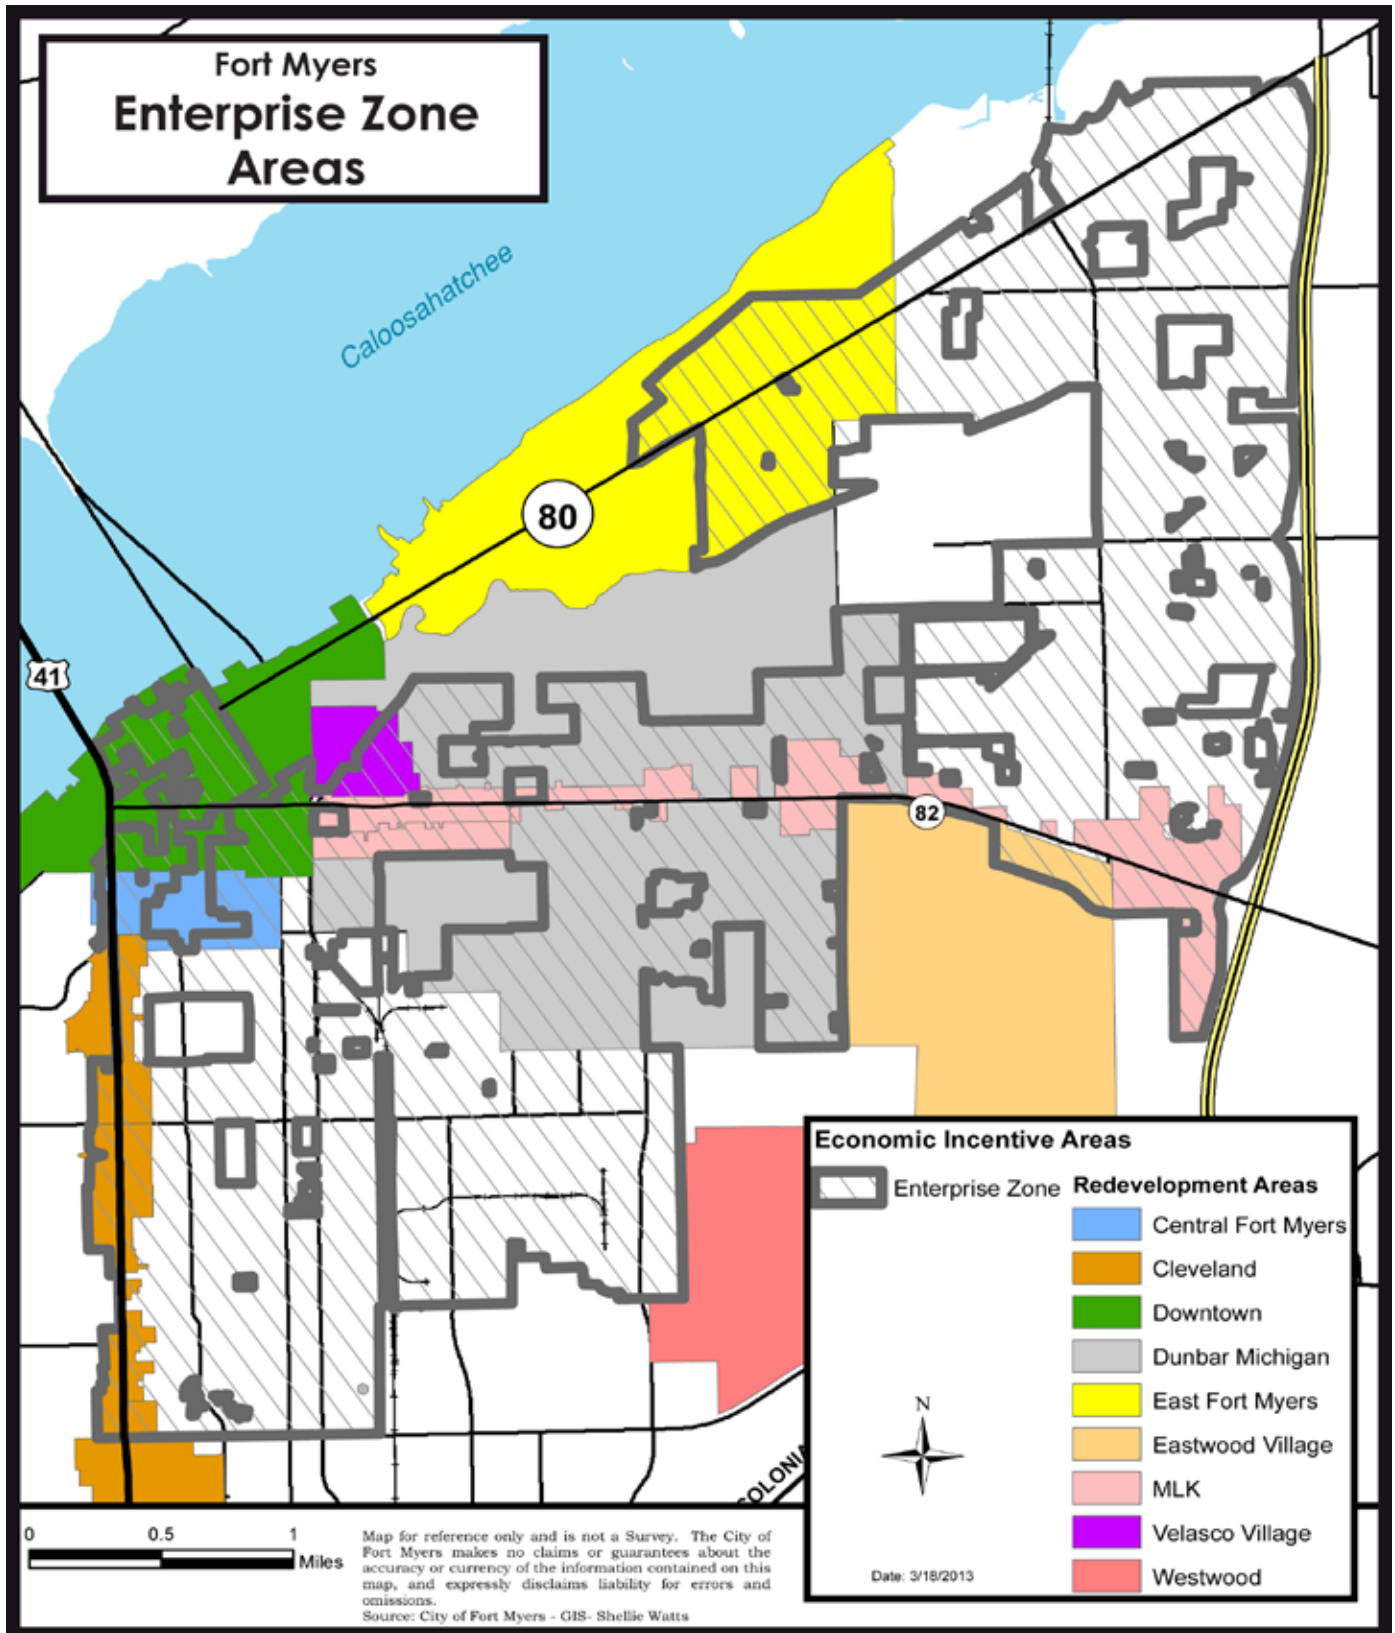 Fort Myers
Enterprise Zone
Areas
Caloosahatchee
80
41
82
Economic Incentive Areas
Enterprise Zone
Redevelopment Areas
Central Fort Myers
Cleveland
Downtown
Dunbar Michigan
East Fort Myers
Eastwood Village
MLK
Velasco Village
Westwood
N
Date: 3/18/2013
0 0.5 1
Miles
Map for reference only and is not a Survey. The City of
Fort Myers makes no claims or guarantees about the
accuracy or currency of the information contained on this
map, and expressly disclaims liability for errors and
omissions.
Source: City of Fort Myers - GIS- Shellie Watts